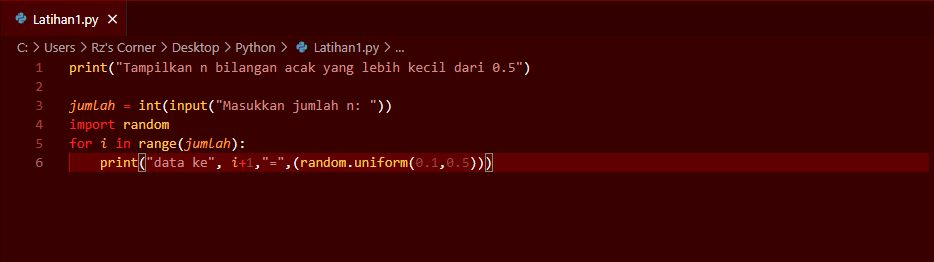 Latihan1.py ×
C: > Users > Rz's Corner > Desktop > Python > Latihan1.py > ...
1 print("Tampilkan n bilangan acak yang lebih kecil dari 0.5")
2
3 jumlah = int(input("Masukkan jumlah n: "))
4 import random
5 for i in range(jumlah):
6     print("data ke", i+1,"=",(random.uniform(0.1,0.5)))